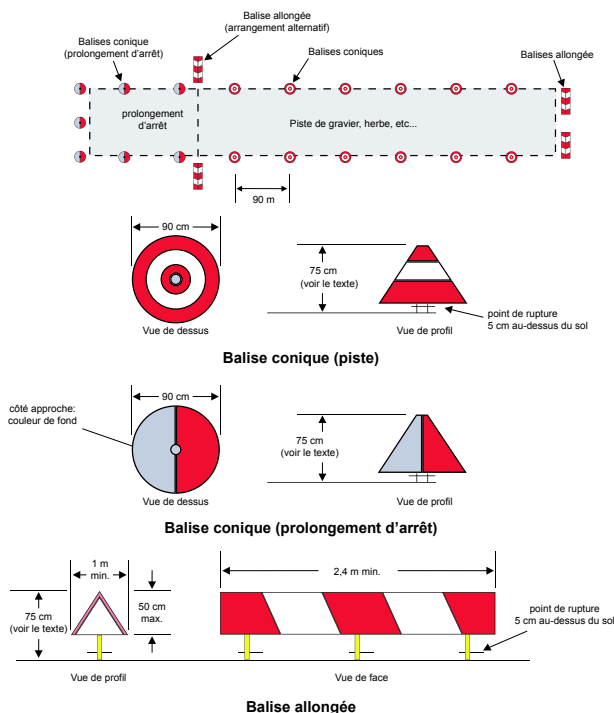 Balise allongée
(arrangement alternatif)
Balises conique
(prolongement d'arrêt)
Balises coniques
Balises allongée
prolongement
d'arrêt
Piste de gravier, herbe, etc...
90 m
90 cm
75 cm
(voir le texte)
point de rupture
5 cm au-dessus du sol
Vue de dessus
Vue de profil
Balise conique (piste)
90 cm
côté approche:
couleur de fond
75 cm
(voir le texte)
Vue de dessus
Vue de profil
Balise conique (prolongement d'arrêt)
1 m
min.
2,4 m min.
75 cm
(voir le texte)
50 cm
max.
point de rupture
5 cm au-dessus du sol
Vue de profil
Vue de face
Balise allongée